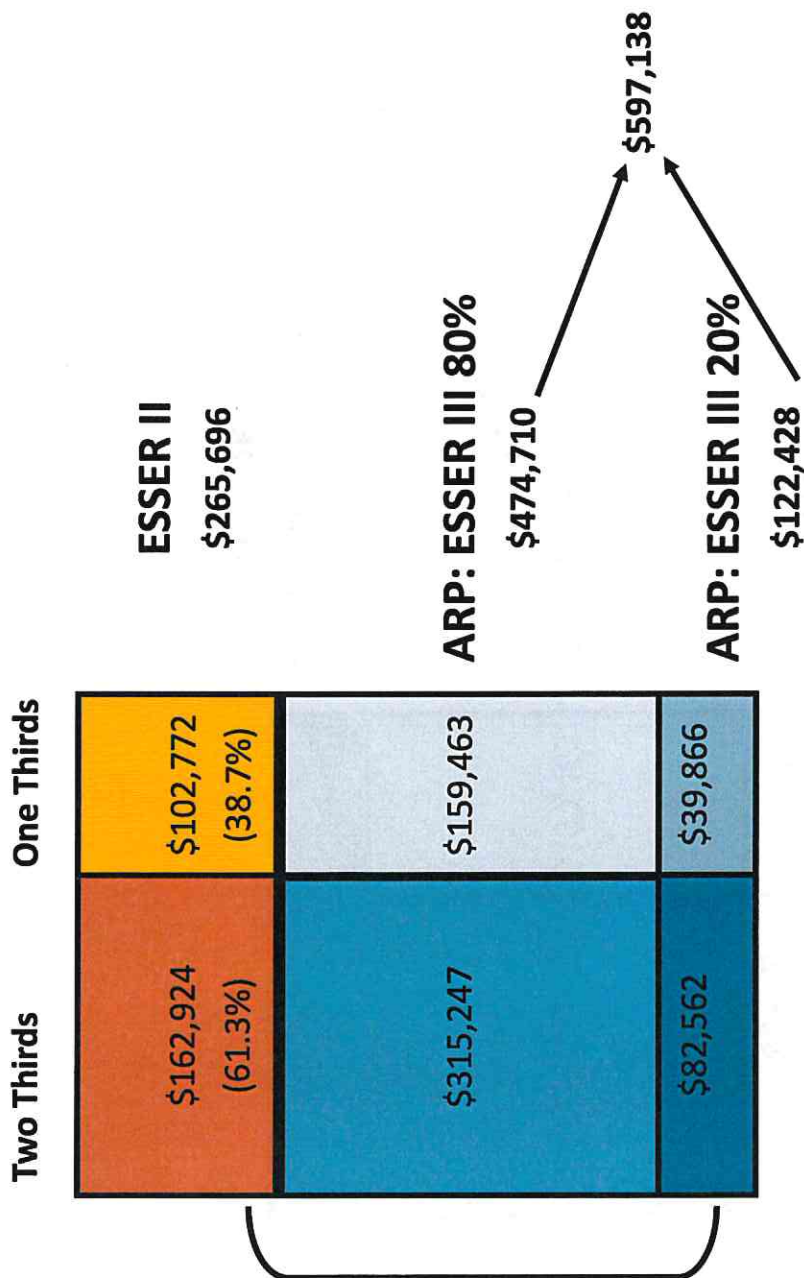 Two Thirds
One Thirds
$162,924
(61.3%)
$102,772
(38.7%)
ESSER II
$265,696
$315,247
$159,463
ARP: ESSER III 80%
$474,710
$597,138
$82,562
$39,866
ARP: ESSER III 20%
$122,428